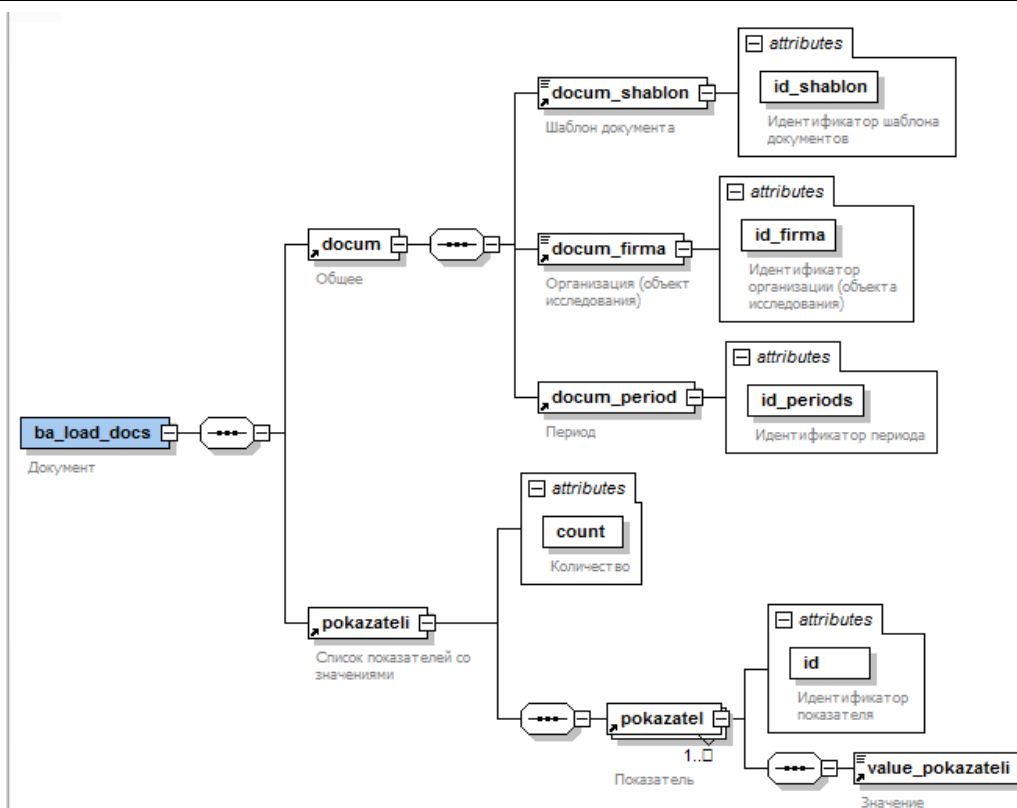 attributes
id_shablon
Идентификатор шаблона
документов
docum_shablon
Шаблон документа
attributes
id_firma
Идентификатор
организации (объекта
исследования)
docum
Общее
docum_firma
Организация (объект
исследования)
attributes
id_periods
Идентификатор периода
docum_period
Период
ba_load_docs
Документ
attributes
count
Количество
pokazateli
Список показателей со
значениями
attributes
id
Идентификатор
показателя
pokazatel
1..□
Показатель
value_pokazateli
Значение